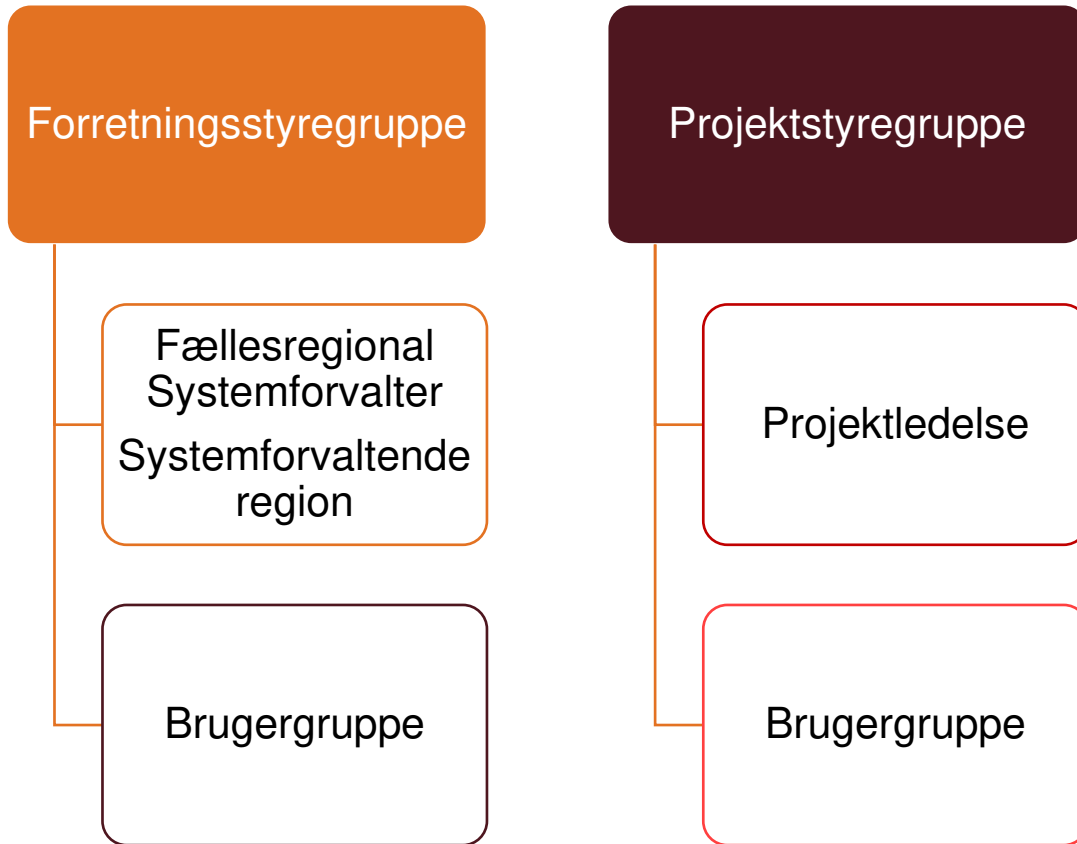 Forretningsstyregruppe
Fællesregional
Systemforvalter
Systemforvaltende
region
Brugergruppe
Projektstyregruppe
Projektledelse
Brugergruppe